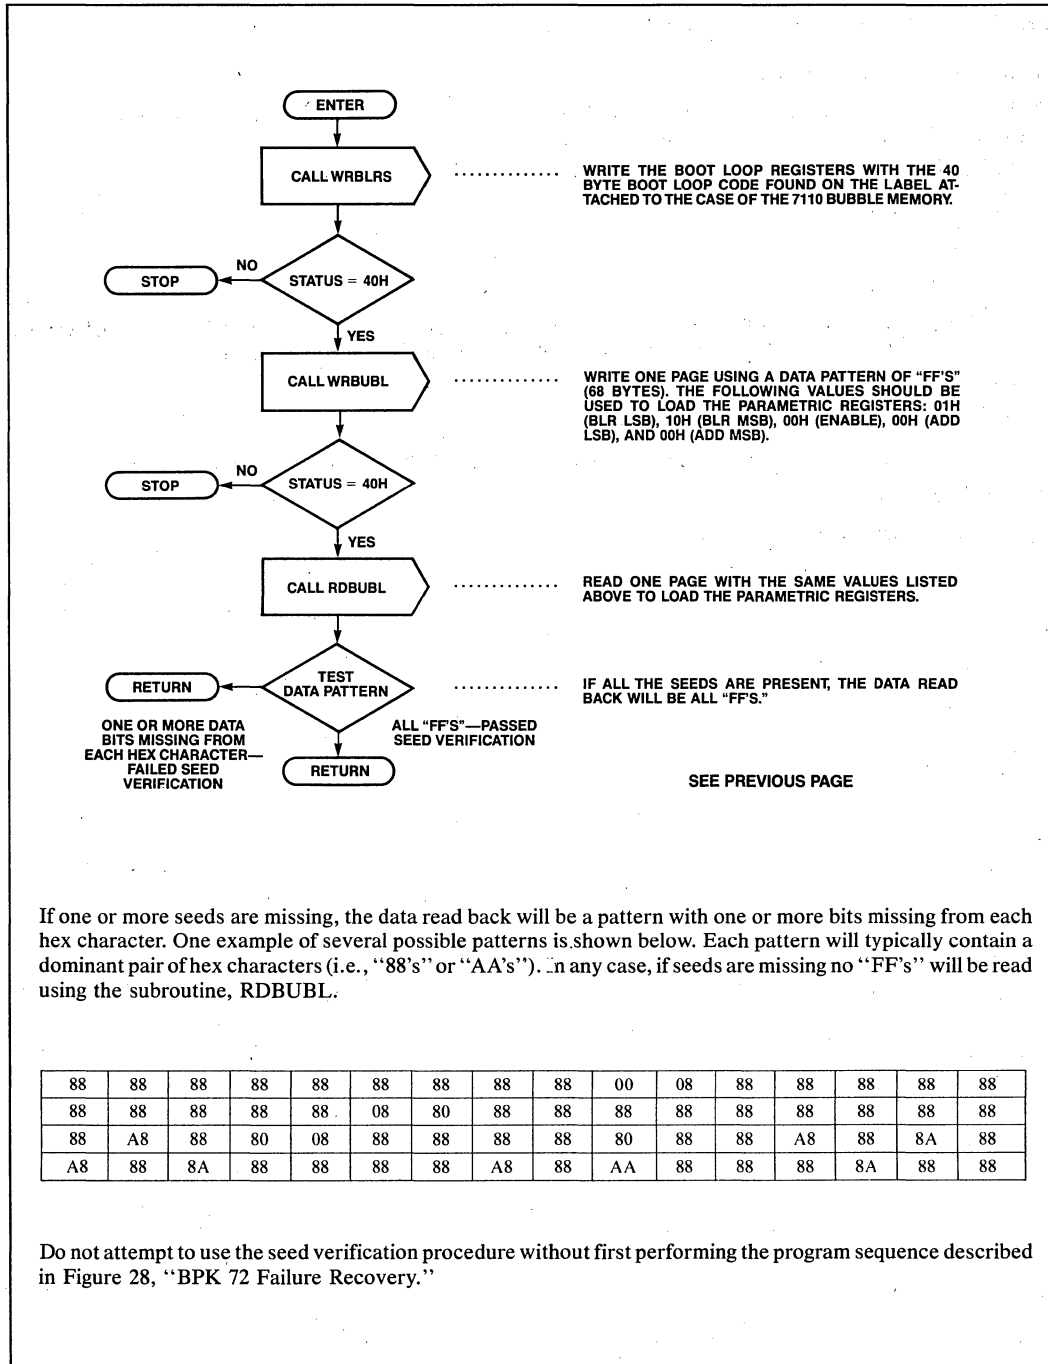 ENTER
CALL WRBLRS
WRITE THE BOOT LOOP REGISTERS WITH THE 40
BYTE BOOT LOOP CODE FOUND ON THE LABEL AT-
TACHED TO THE CASE OF THE 7110 BUBBLE MEMORY.
STATUS = 40H
NO
STOP
YES
CALL WRBUBL
WRITE ONE PAGE USING A DATA PATTERN OF "FF'S"
(68 BYTES). THE FOLLOWING VALUES SHOULD BE
USED TO LOAD THE PARAMETRIC REGISTERS: 01H
(BLR LSB), 10H (BLR MSB), 00H (ENABLE), 00H (ADD
LSB), AND 00H (ADD MSB).
STATUS = 40H
NO
STOP
YES
CALL RDBUBL
READ ONE PAGE WITH THE SAME VALUES LISTED
ABOVE TO LOAD THE PARAMETRIC REGISTERS.
TEST
DATA PATTERN
IF ALL THE SEEDS ARE PRESENT, THE DATA READ
BACK WILL BE ALL "FF'S."
RETURN
ONE OR MORE DATA
BITS MISSING FROM
EACH HEX CHARACTER—
FAILED SEED
VERIFICATION
ALL "FF'S"—PASSED
SEED VERIFICATION
RETURN
SEE PREVIOUS PAGE
If one or more seeds are missing, the data read back will be a pattern with one or more bits missing from each
hex character. One example of several possible patterns is shown below. Each pattern will typically contain a
dominant pair of hex characters (i.e., "88's" or "AA's"). In any case, if seeds are missing no "FF's" will be read
using the subroutine, RDBUBL.
88 88 88 88 88 88 88 88 88 00 08 88 88 88 88 88
88 88 88 88 88 08 80 88 88 88 88 88 88 88 88 88
88 A8 88 80 08 88 88 88 88 80 88 88 A8 88 8A 88
A8 88 8A 88 88 88 88 A8 88 AA 88 88 88 8A 88 88
Do not attempt to use the seed verification procedure without first performing the program sequence described
in Figure 28, "BPK 72 Failure Recovery."